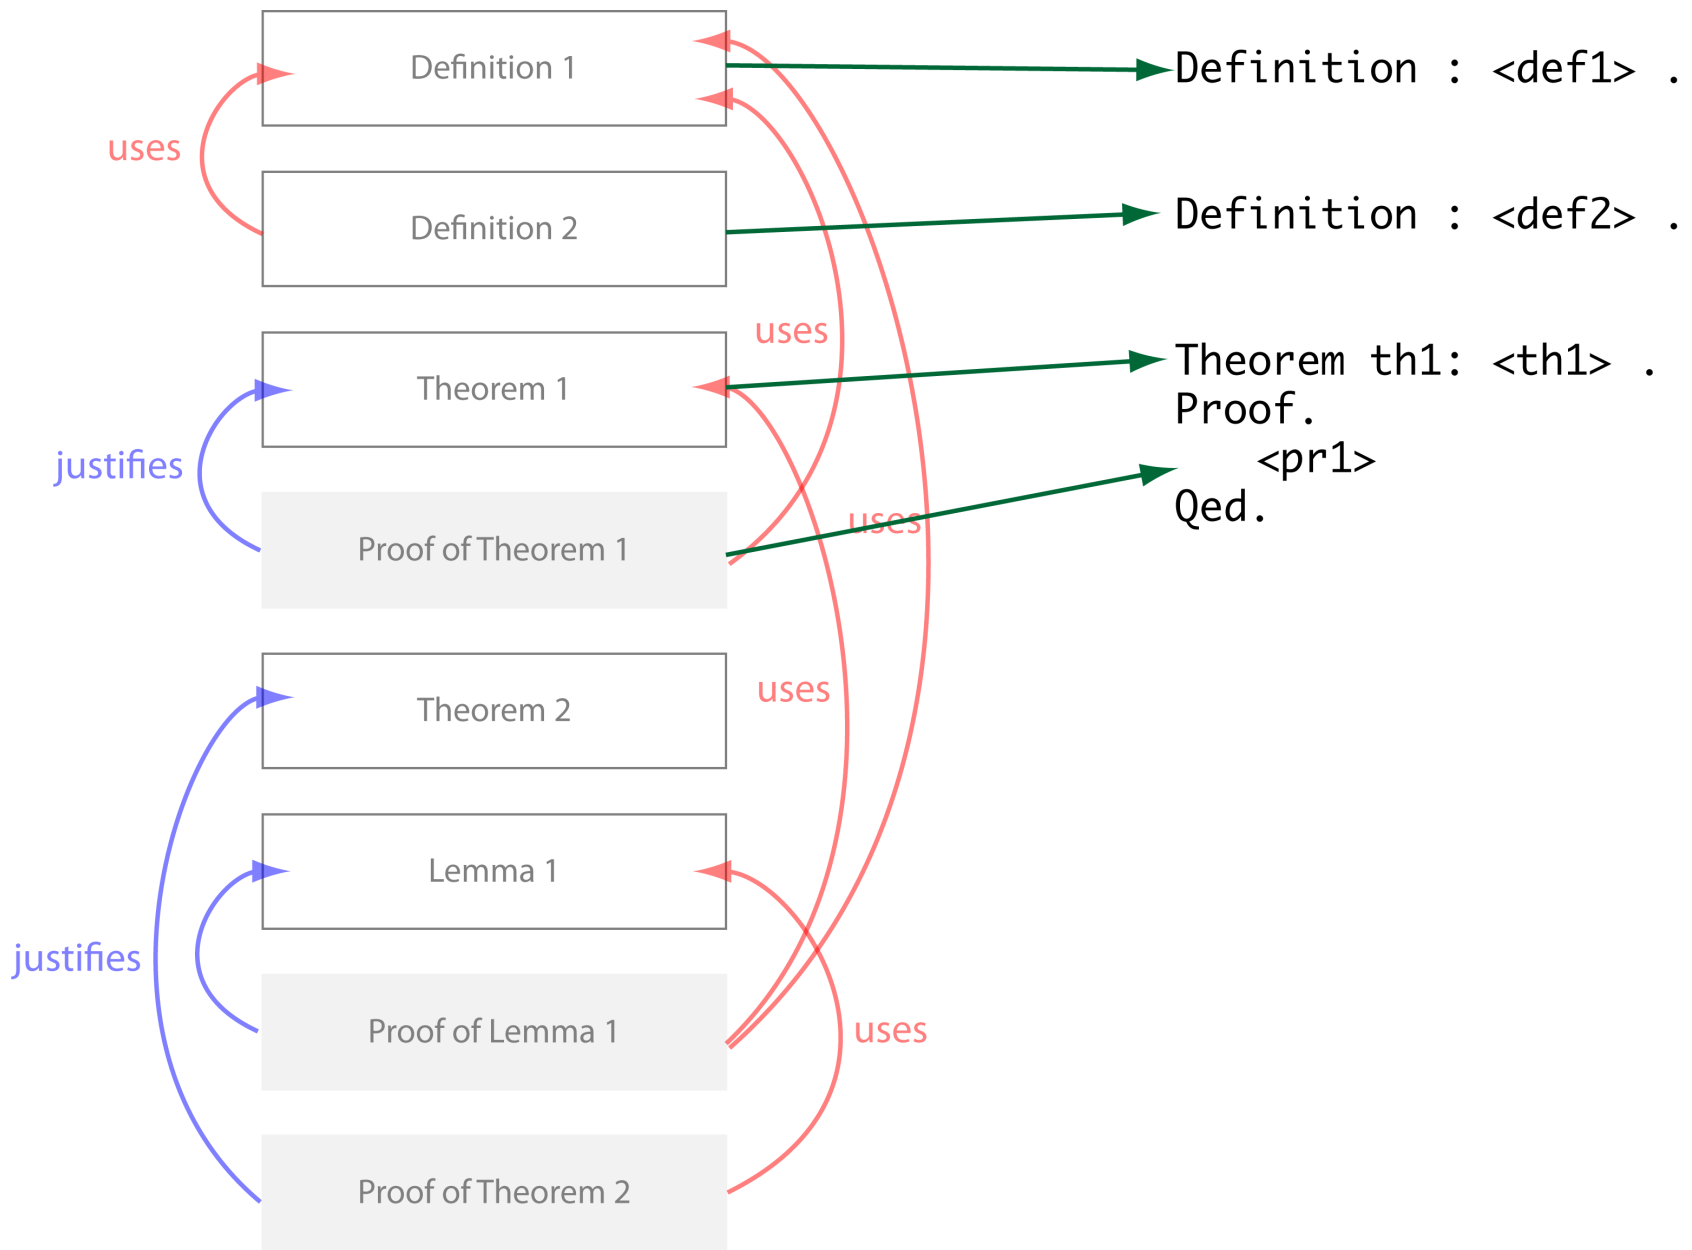 Definition 1
Definition : <def1> .
uses
Definition 2
Definition : <def2> .
uses
Theorem 1
Theorem th1: <th1> .
Proof.
<pr1>
Qed.
justifies
uses
Proof of Theorem 1
uses
Theorem 2
Lemma 1
justifies
Proof of Lemma 1
uses
Proof of Theorem 2